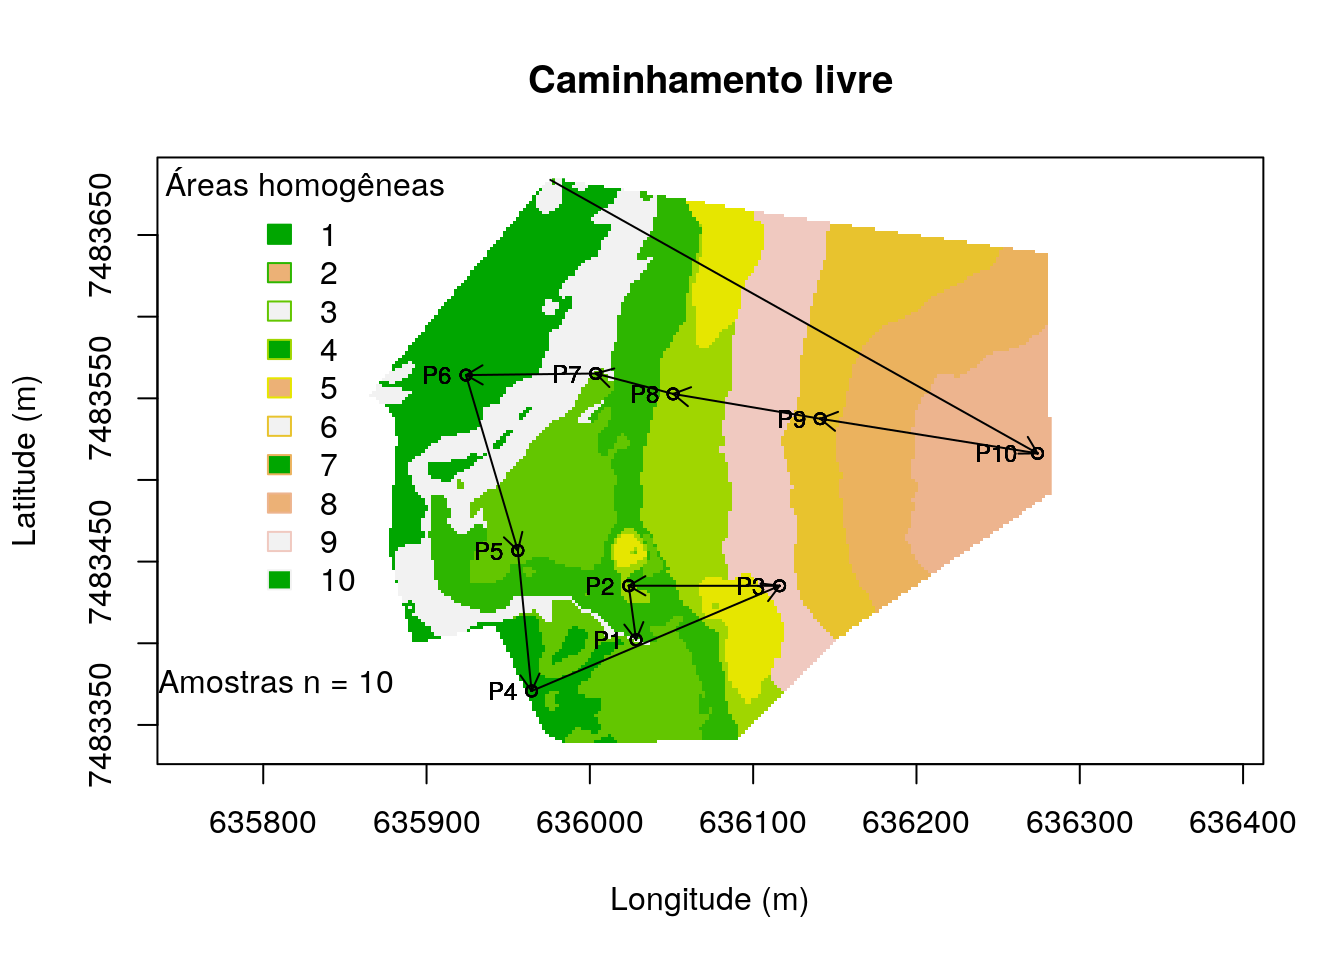 Caminhamento livre
Áreas homogêneas
1
2
3
4
5
6
7
8
9
10
Amostras n = 10
P6
P7
P8
P9
P10
P5
P2
P3
P1
P4
Latitude (m)
7483650
7483550
7483450
7483350
635800 635900 636000 636100 636200 636300 636400
Longitude (m)